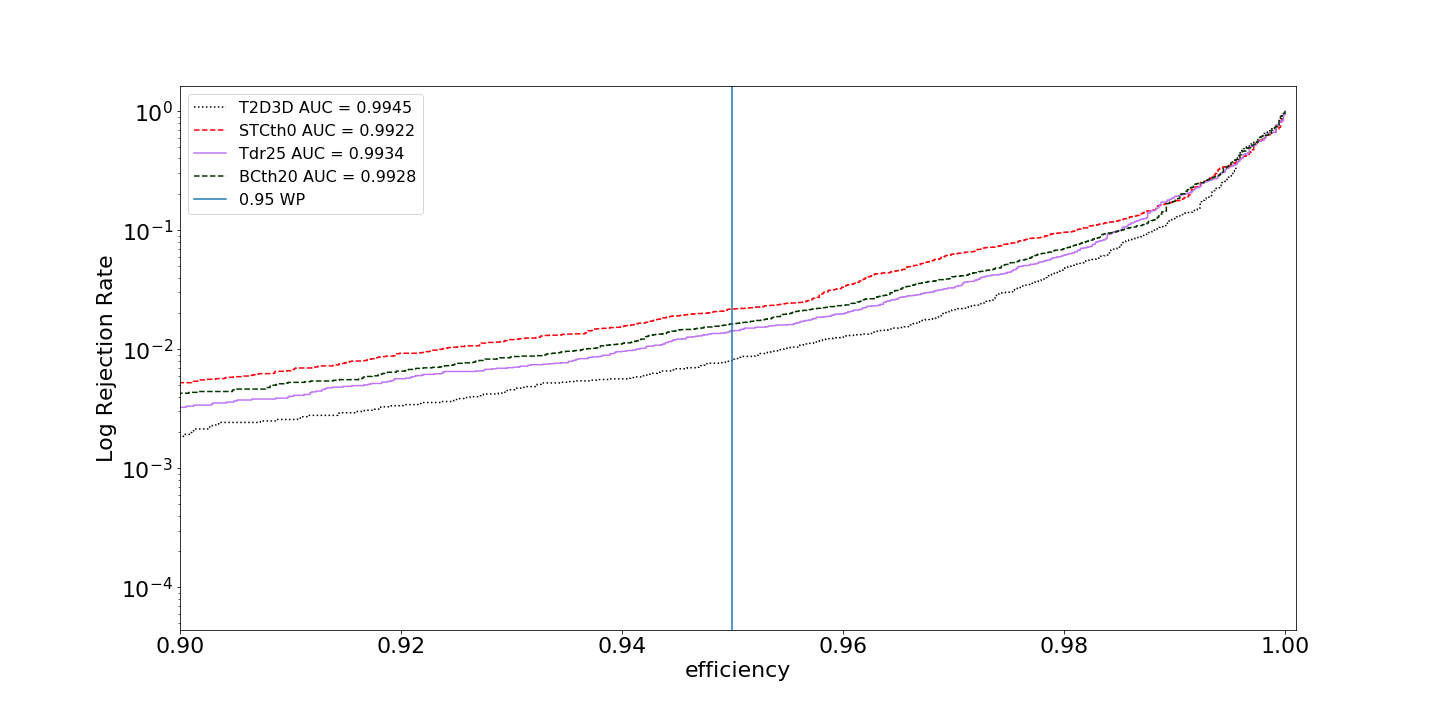 T2D3D AUC = 0.9945
STCth0 AUC = 0.9922
Tdr25 AUC = 0.9934
BCth20 AUC = 0.9928
0.95 WP
Log Rejection Rate
10⁰
10⁻¹
10⁻²
10⁻³
10⁻⁴
0.90 0.92 0.94 0.96 0.98 1.00
efficiency